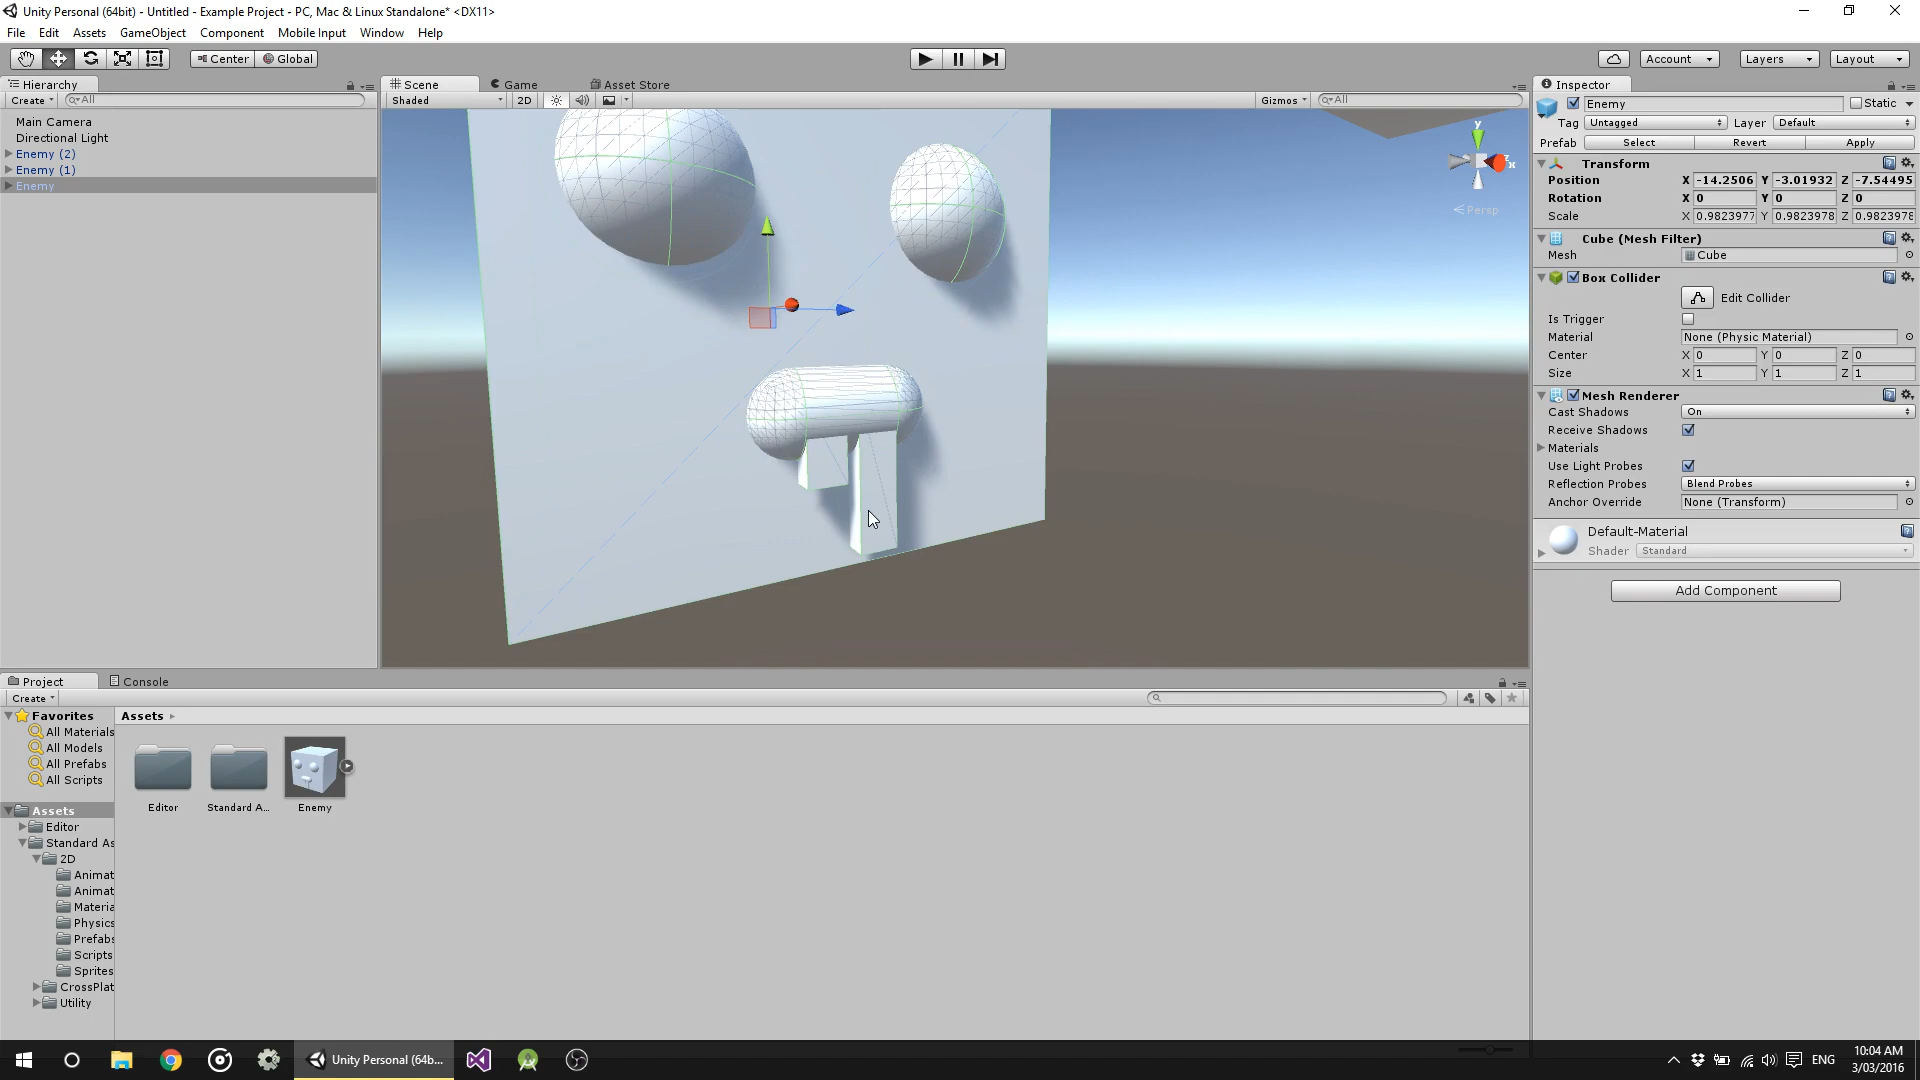 Unity Personal (64bit) - Untitled - Example Project - PC, Mac & Linux Standalone* <DX11>
File Edit Assets GameObject Component Mobile Input Window Help
Center Global Account Layers Layout
Hierarchy
Create All
Main Camera
Directional Light
Enemy (2)
Enemy (1)
Enemy
Scene Game Asset Store
Shaded 2D Gizmos All
y
x
Persp
Inspector
Enemy Static
Tag Untagged Layer Default
Prefab Select Revert Apply
Transform
Position X -14.2506 Y -3.01932 Z -7.54495
Rotation X 0 Y 0 Z 0
Scale X 0.9823977 Y 0.9823978 Z 0.9823978
Cube (Mesh Filter)
Mesh Cube
Box Collider
Edit Collider
Is Trigger
Material None (Physic Material)
Center X 0 Y 0 Z 0
Size X 1 Y 1 Z 1
Mesh Renderer
Cast Shadows On
Receive Shadows
Materials
Use Light Probes
Reflection Probes Blend Probes
Anchor Override None (Transform)
Default-Material
Shader Standard
Add Component
Project Console
Create
Favorites
All Materials
All Models
All Prefabs
All Scripts
Assets
Editor
Standard As
2D
Animat
Animat
Materia
Physics
Prefabs
Scripts
Sprites
CrossPlat
Utility
Assets
Editor Standard A... Enemy
Unity Personal (64b...
ENG
10:04 AM
3/03/2016